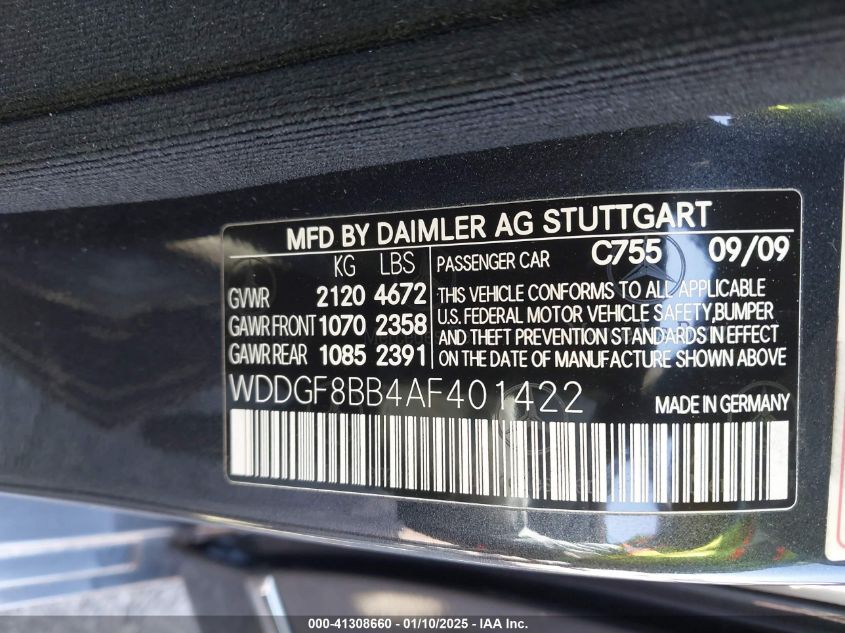 MFD BY DAIMLER AG STUTTGART
KG LBS
GVWR 2120 4672
GAWR FRONT 1070 2358
GAWR REAR 1085 2391
PASSENGER CAR C755 09/09
THIS VEHICLE CONFORMS TO ALL APPLICABLE
U.S. FEDERAL MOTOR VEHICLE SAFETY,BUMPER
AND THEFT PREVENTION STANDARDS IN EFFECT
ON THE DATE OF MANUFACTURE SHOWN ABOVE
WDDGF8BB4AF401422
MADE IN GERMANY
000-41308660 - 01/10/2025 - IAA Inc.